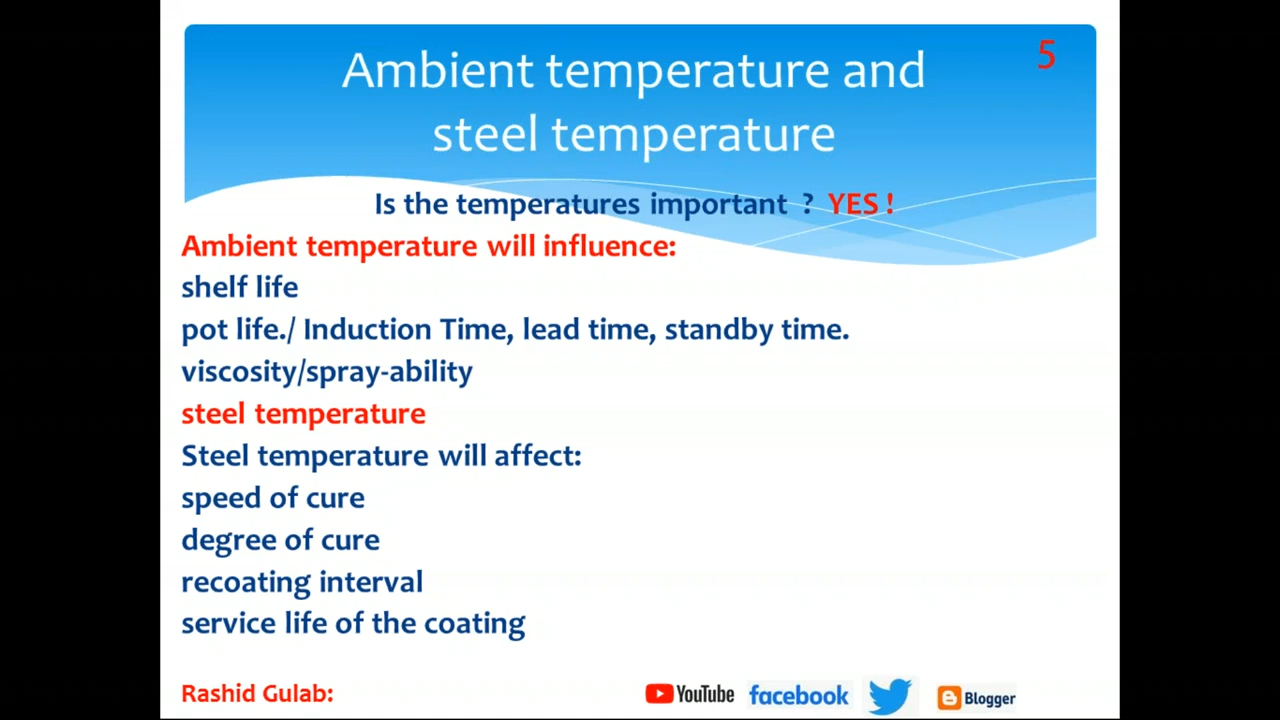 Ambient temperature and
steel temperature
5
Is the temperatures important ? YES !
Ambient temperature will influence:
shelf life
pot life./ Induction Time, lead time, standby time.
viscosity/spray-ability
steel temperature
Steel temperature will affect:
speed of cure
degree of cure
recoating interval
service life of the coating
Rashid Gulab:
YouTube facebook Blogger